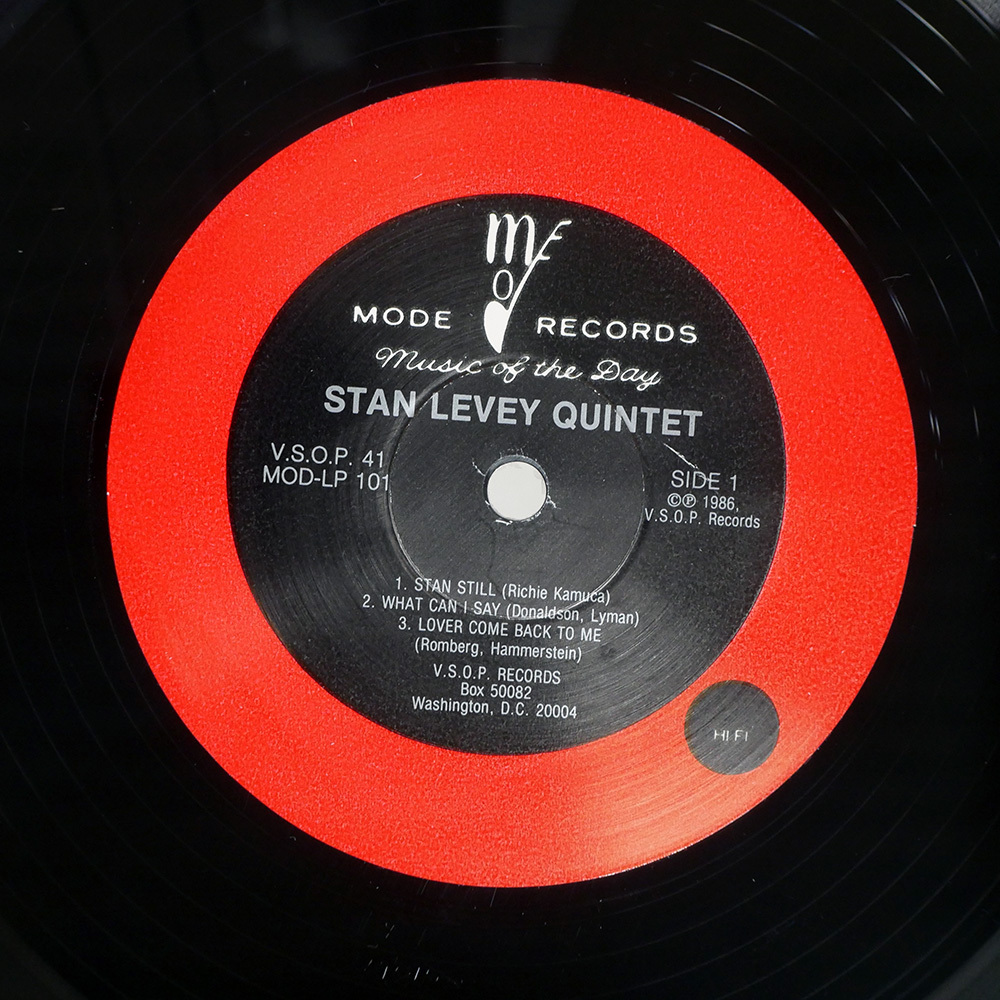 MODE
MODE RECORDS
Music of the Day
STAN LEVEY QUINTET
V.S.O.P. 41
MOD-LP 101
SIDE 1
©℗ 1986,
V.S.O.P. Records
1. STAN STILL (Richie Kamuca)
2. WHAT CAN I SAY (Donaldson, Lyman)
3. LOVER COME BACK TO ME
(Romberg, Hammerstein)
V.S.O.P. RECORDS
Box 50082
Washington, D.C. 20004
HI-FI